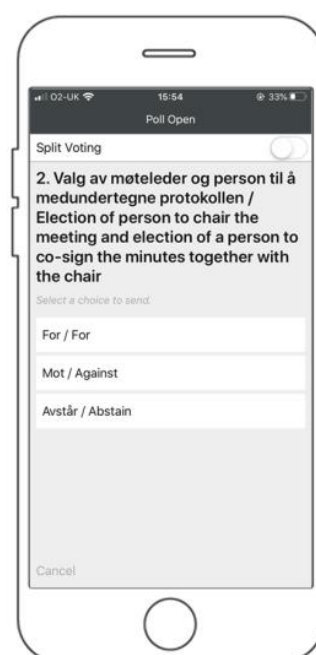 O2-UK 15:54 33%
Poll Open
Split Voting
2. Valg av møteleder og person til å
medundertegne protokollen /
Election of person to chair the
meeting and election of a person to
co-sign the minutes together with
the chair
Select a choice to send.
For / For
Mot / Against
Avstår / Abstain
Cancel